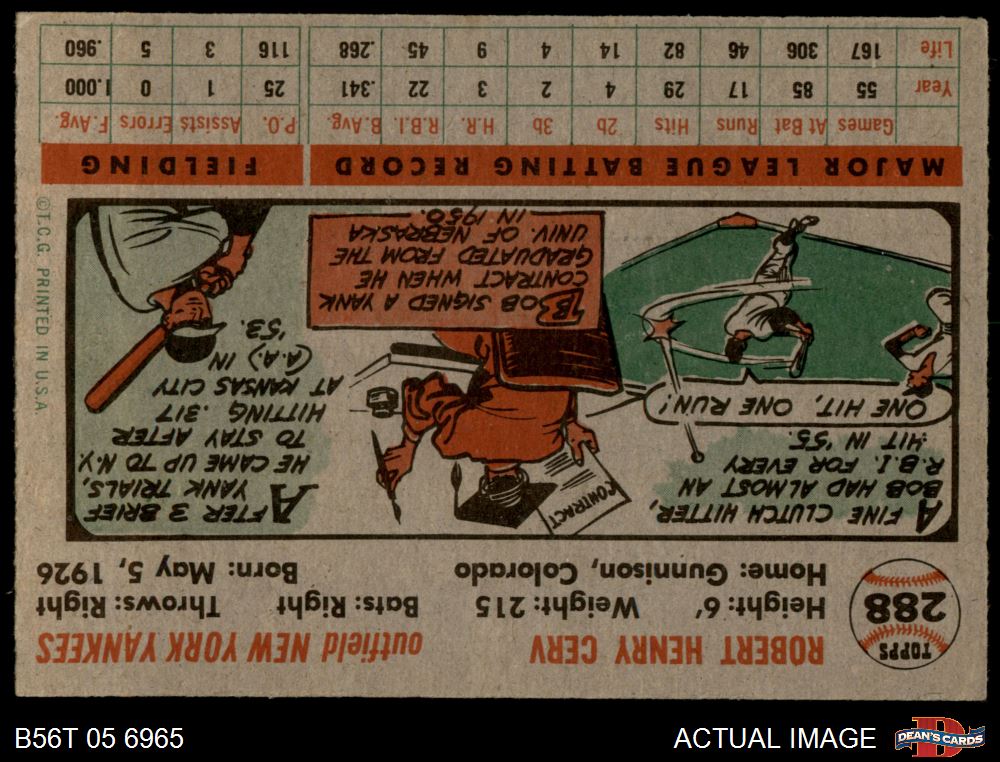 TOPPS
288
ROBERT HENRY CERV outfield NEW YORK YANKEES
Height: 6' Weight: 215 Bats: Right Throws: Right
Home: Gunnison, Colorado Born: May 5, 1926
A FINE CLUTCH HITTER,
BOB HAD ALMOST AN
R.B.I. FOR EVERY
HIT IN '55.
ONE HIT, ONE RUN!
CONTRACT
BOB SIGNED A YANK
CONTRACT WHEN HE
GRADUATED FROM THE
UNIV. OF NEBRASKA
IN 1950.
AFTER 3 BRIEF
YANK TRIALS,
HE CAME UP TO N.Y.
TO STAY AFTER
HITTING .317
AT KANSAS CITY
(A.A.) IN
'53.
MAJOR LEAGUE BATTING RECORD FIELDING
Games At Bat Runs Hits 2b 3b H.R. R.B.I. B.Avg. P.O. Assists Errors F.Avg.
Year 55 85 17 29 4 2 3 22 .341 25 1 0 1.000
Life 167 306 46 82 14 4 9 45 .268 116 3 5 .960
©T.C.G. PRINTED IN U.S.A.
B56T 05 6965
ACTUAL IMAGE
D
DEAN'S CARDS